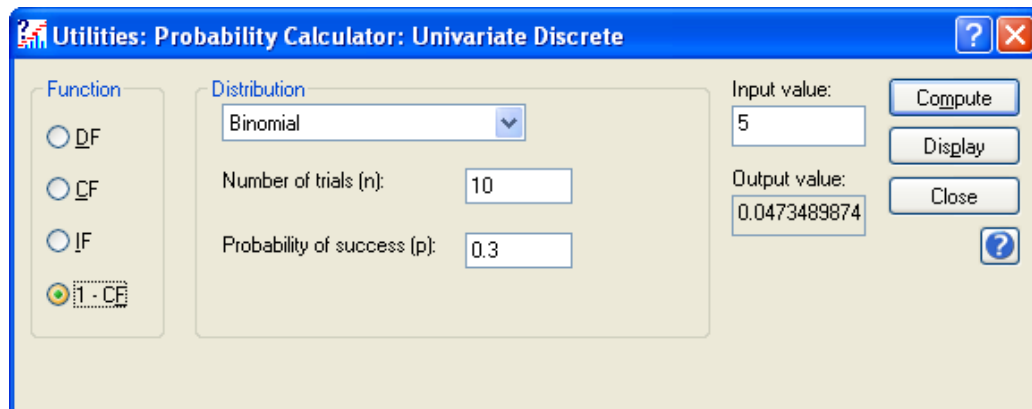 Utilities: Probability Calculator: Univariate Discrete
Function
DF
CF
IF
1 - CF
Distribution
Binomial
Number of trials (n): 10
Probability of success (p): 0.3
Input value:
5
Output value:
0.0473489874
Compute
Display
Close